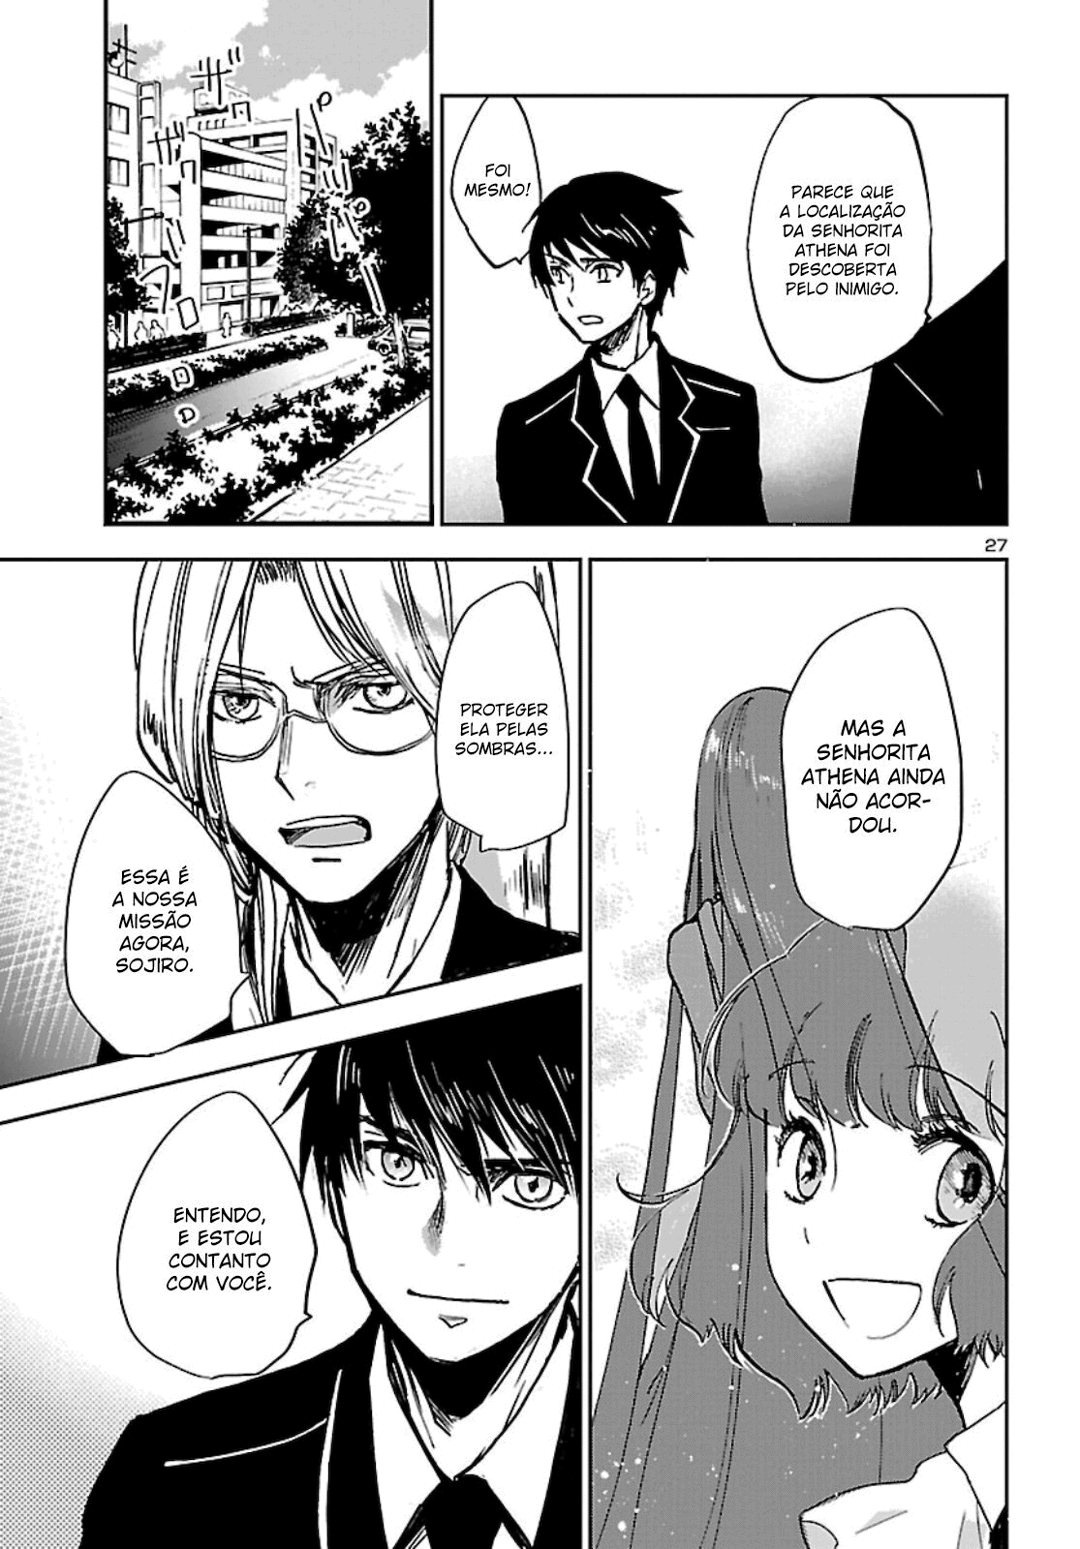 PARECE QUE
A LOCALIZAÇÃO
DA SENHORITA
ATHENA FOI
DESCOBERTA
PELO INIMIGO.
FOI
MESMO!
27
MAS A
SENHORITA
ATHENA AINDA
NÃO ACOR-
DOU.
PROTEGER
ELA PELAS
SOMBRAS...
ESSA É
A NOSSA
MISSÃO
AGORA,
SOJIRO.
ENTENDO,
E ESTOU
CONTANTO
COM VOCÊ.